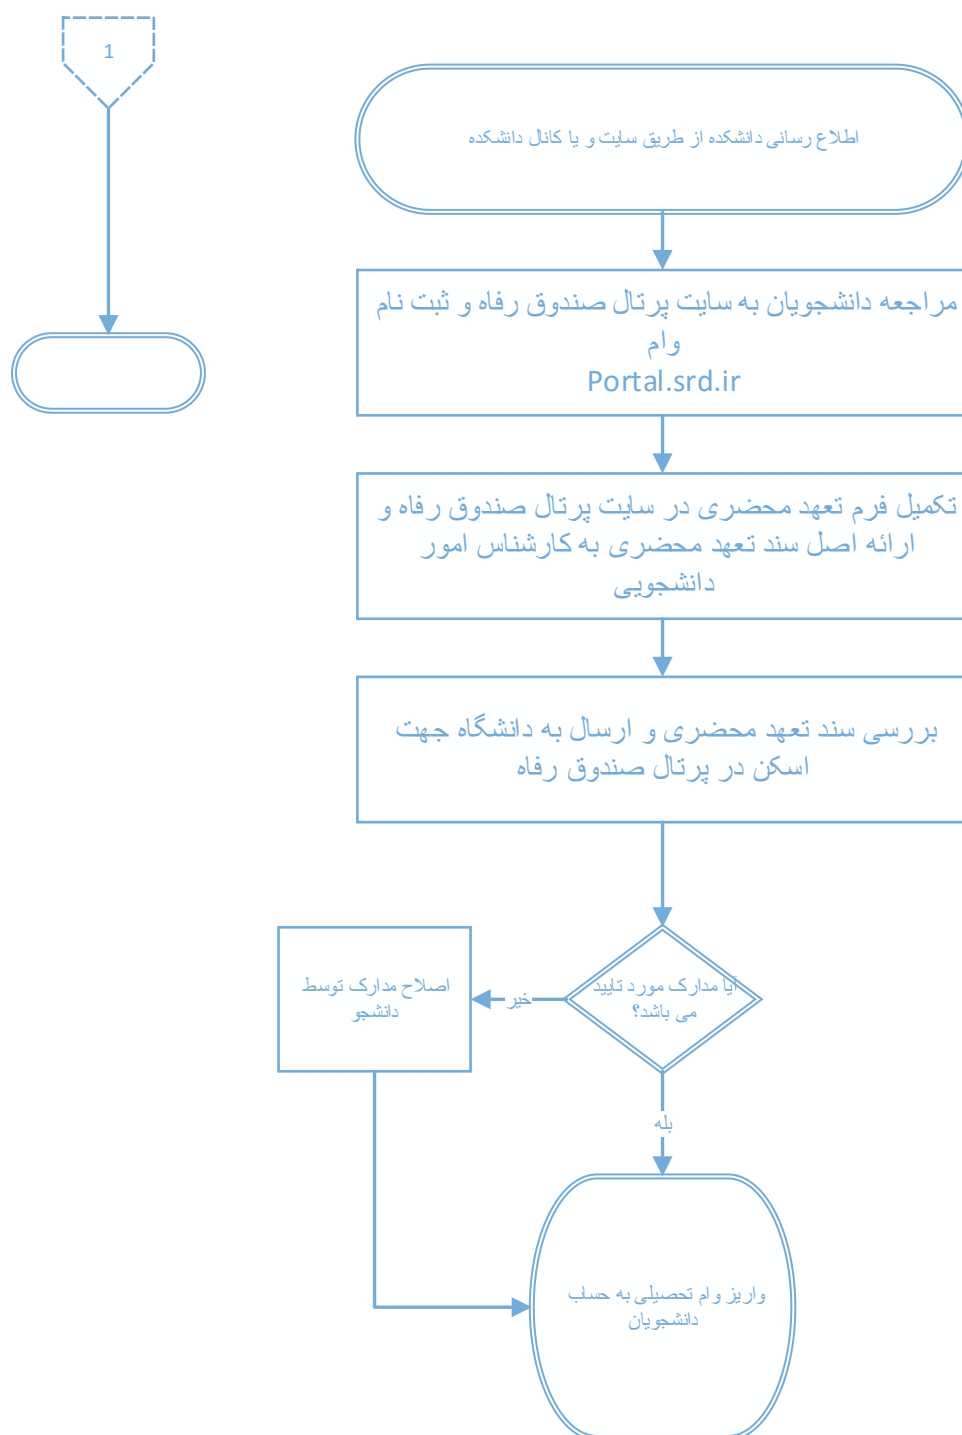 1
اطلاع رسانی دانشکده از طریق سایت و یا کانال دانشکده
مراجعه دانشجویان به سایت پرتال صندوق رفاه و ثبت نام
وام
Portal.srd.ir
تکمیل فرم تعهد محضری در سایت پرتال صندوق رفاه و
ارائه اصل سند تعهد محضری به کارشناس امور
دانشجویی
بررسی سند تعهد محضری و ارسال به دانشگاه جهت
اسکن در پرتال صندوق رفاه
آیا مدارک مورد تایید
می باشد؟
خیر
اصلاح مدارک توسط
دانشجو
بله
واریز وام تحصیلی به حساب
دانشجویان